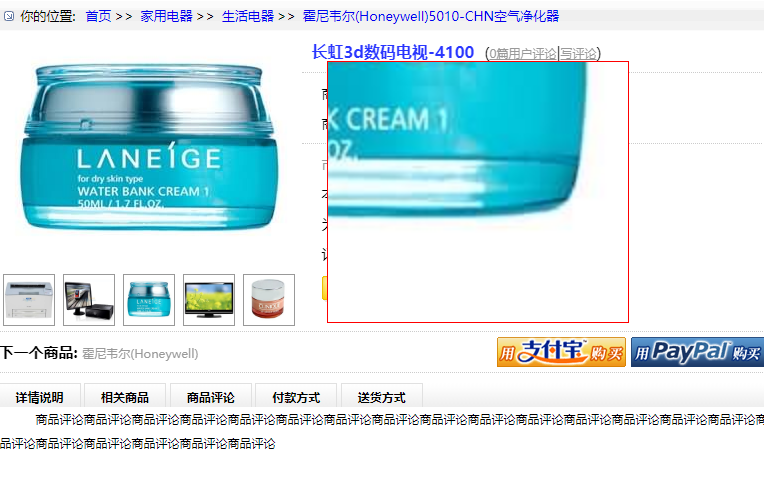 你的位置: 首页 >> 家用电器 >> 生活电器 >> 霍尼韦尔(Honeywell)5010-CHN空气净化器
长虹3d数码电视-4100 (0篇用户评论|写评论)
LANEÍGE
for dry skin type
WATER BANK CREAM 1
50ML / 1.7 FL.OZ.
K CREAM 1
OZ.
LANEIGE
CLINIQUE
下一个商品: 霍尼韦尔(Honeywell)
用 支付宝 购买
用 PayPal 购买
详情说明 相关商品 商品评论 付款方式 送货方式
商品评论商品评论商品评论商品评论商品评论商品评论商品评论商品评论商品评论商品评论商品评论商品评论商品评论商品评论商品评论商
品评论商品评论商品评论商品评论商品评论商品评论